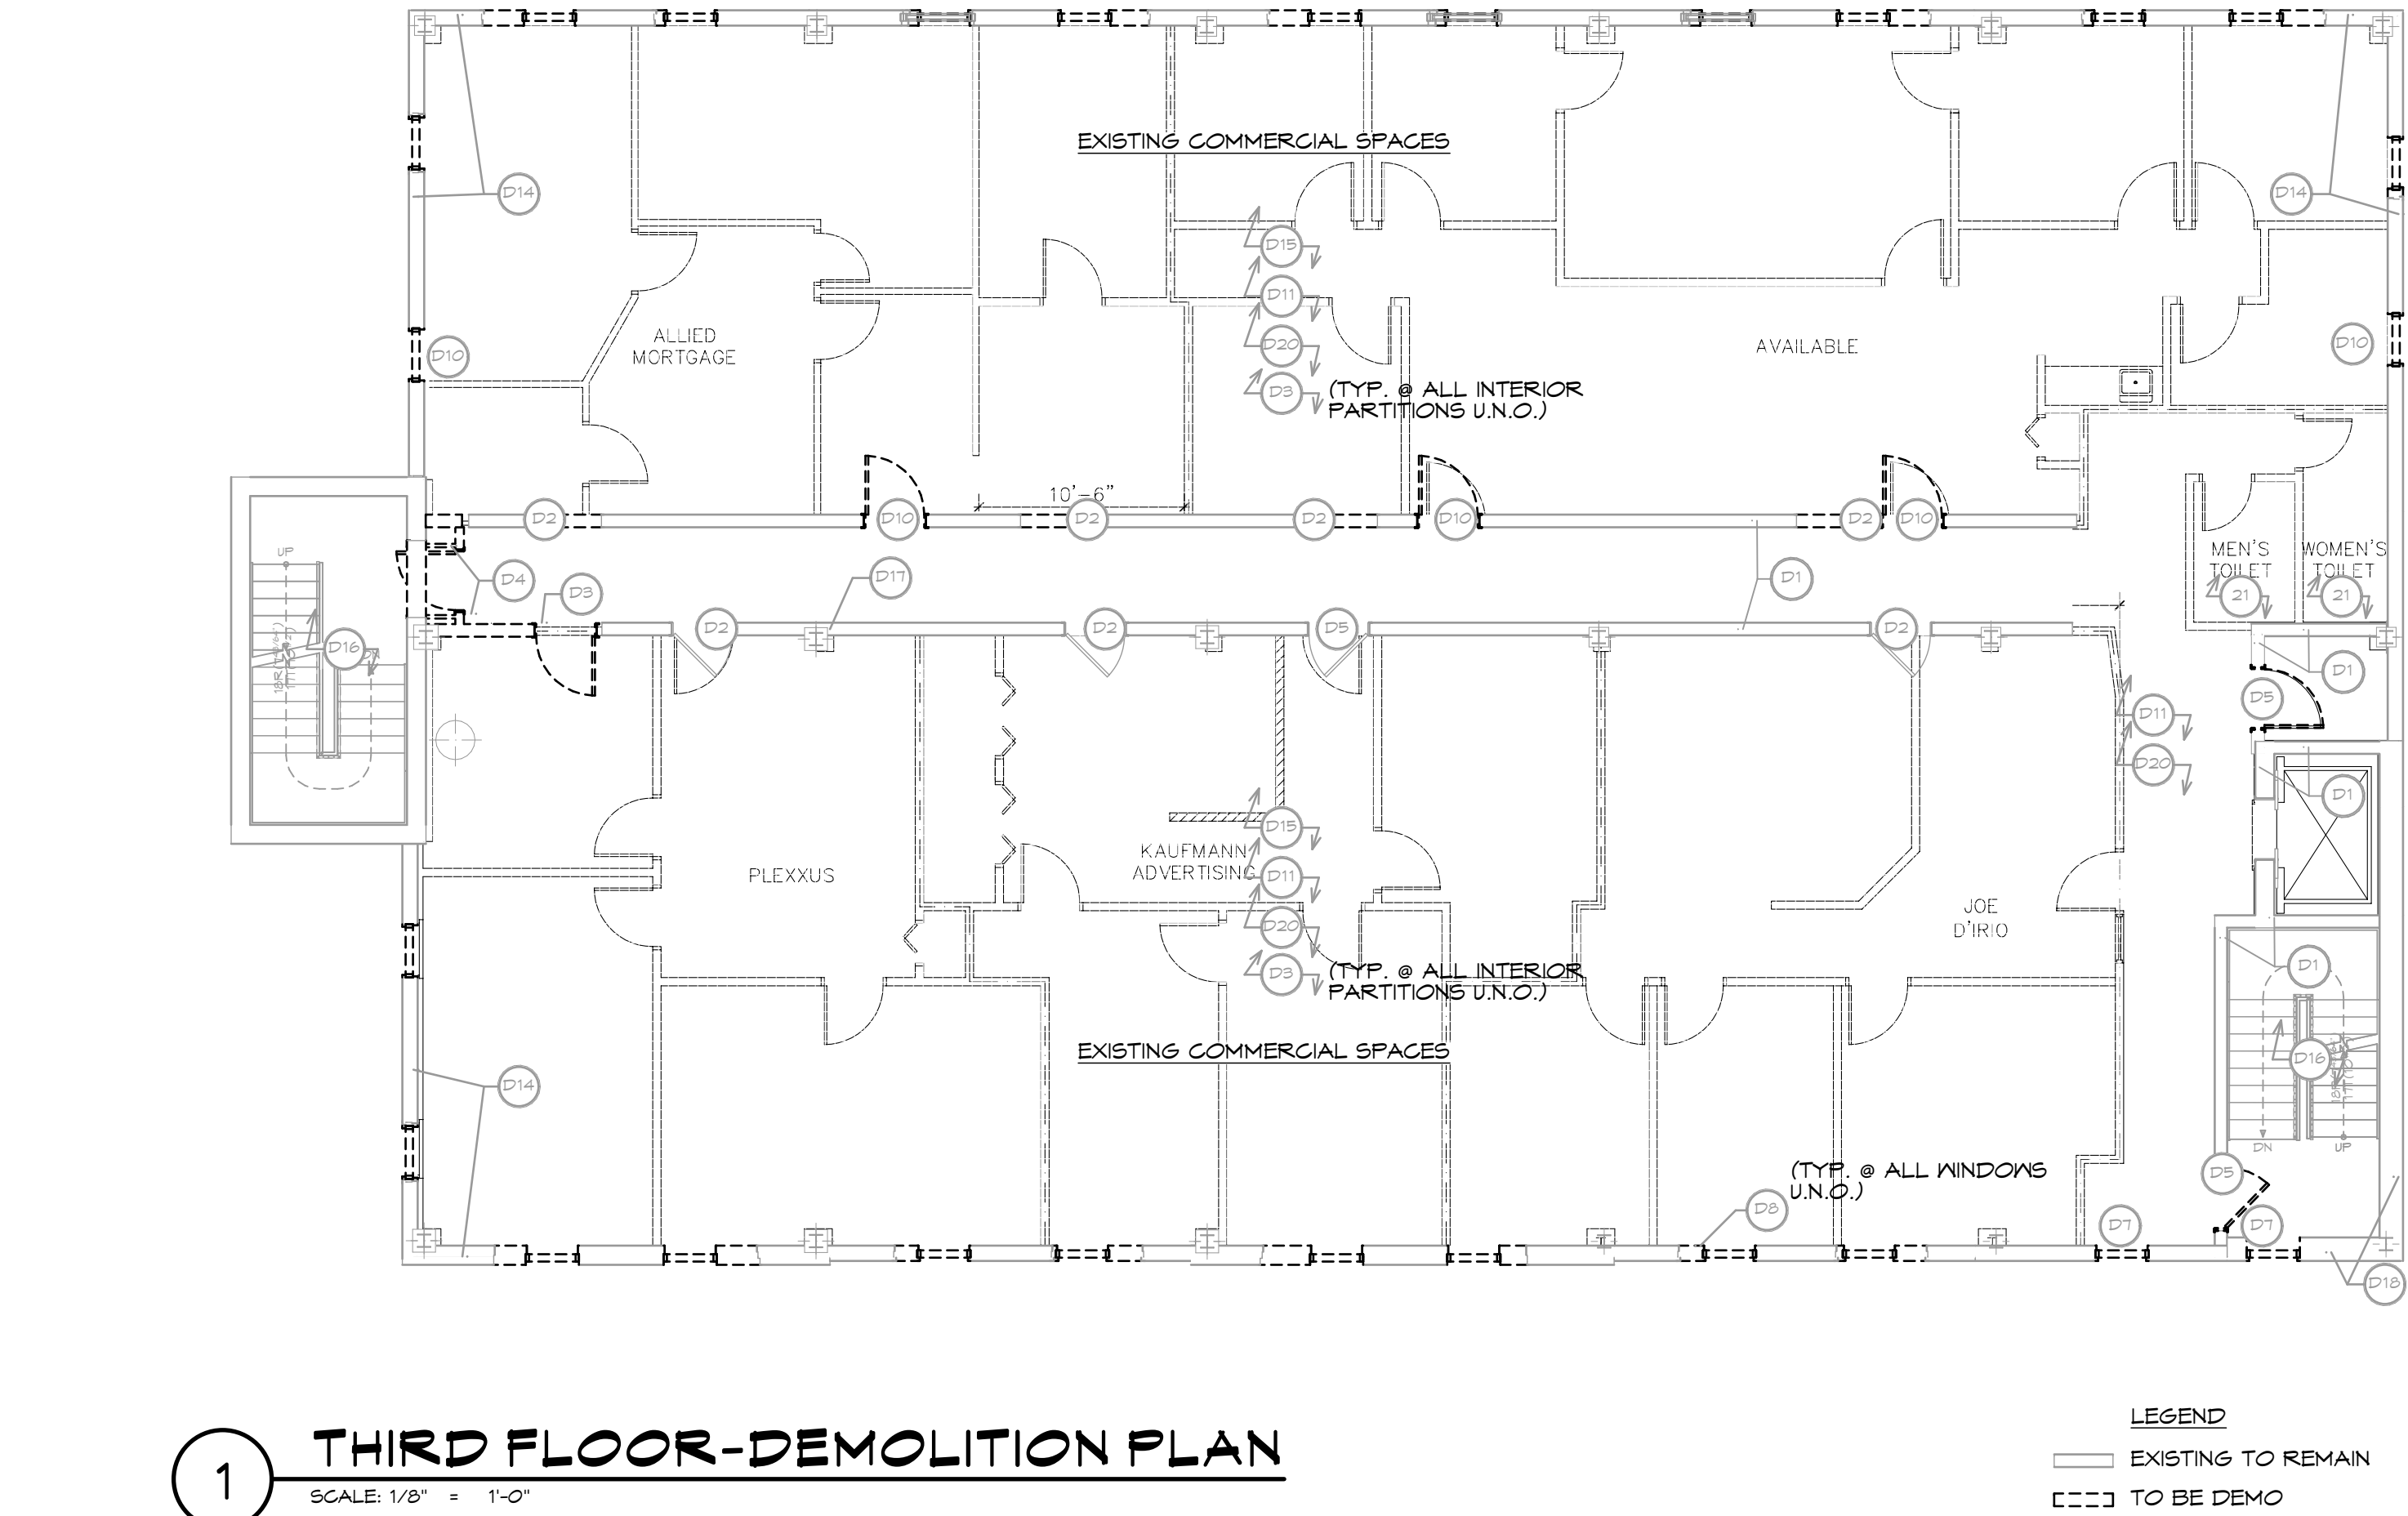 EXISTING COMMERCIAL SPACES
D14
D14
D15
D11
D20
D3
(TYP. @ ALL INTERIOR
PARTITIONS U.N.O.)
ALLIED
MORTGAGE
AVAILABLE
D10
D10
10'-6"
D2
D10
D2
D2
D10
D2
D10
MEN'S
TOILET
WOMEN'S
TOILET
21
21
UP
D4
D3
D17
D1
D16
DN
D2
D2
D5
D2
D1
D5
D11
D20
D1
PLEXXUS
KAUFMANN
ADVERTISING
D15
D11
D20
D3
(TYP. @ ALL INTERIOR
PARTITIONS U.N.O.)
JOE
D'IRIO
D1
EXISTING COMMERCIAL SPACES
D14
D16
DN
UP
(TYP. @ ALL WINDOWS
U.N.O.)
D8
D5
D7
D7
D18
1
THIRD FLOOR-DEMOLITION PLAN
SCALE: 1/8" = 1'-0"
LEGEND
EXISTING TO REMAIN
TO BE DEMO